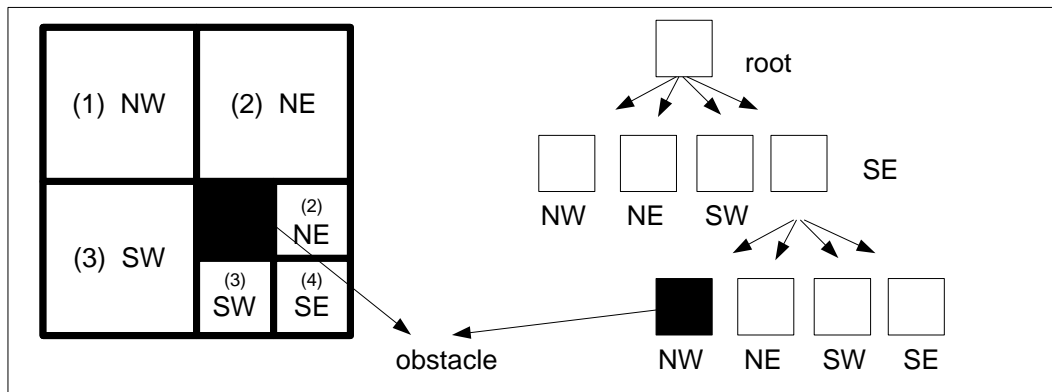 (1) NW
(2) NE
(3) SW
(2)
NE
(3)
SW
(4)
SE
obstacle
root
SE
NW NE SW
NW NE SW SE